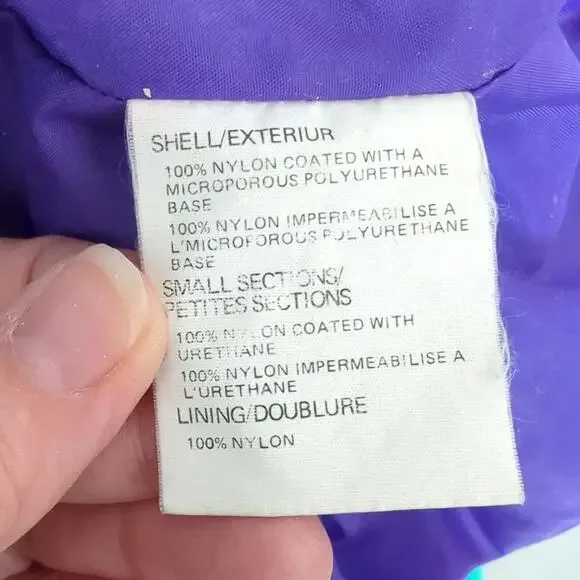 SHELL/EXTERIUR
100% NYLON COATED WITH A
MICROPOROUS POLYURETHANE
BASE
100% NYLON IMPERMEABILISE A
L'MICROFOROUS POLYURETHANE
BASE
SMALL SECTIONS/
PETITES SECTIONS
100% NYLON COATED WITH
URETHANE
100% NYLON IMPERMEABILISE A
L'URETHANE
LINING/DOUBLURE
100% NYLON